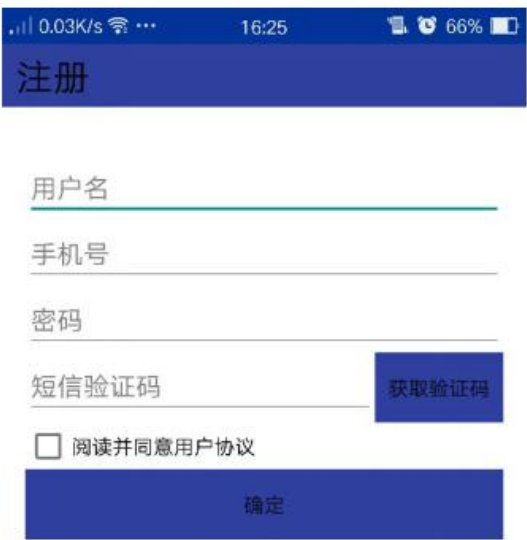 0.03K/s ··· 16:25 66%
注册
用户名
手机号
密码
短信验证码 获取验证码
阅读并同意用户协议
确定